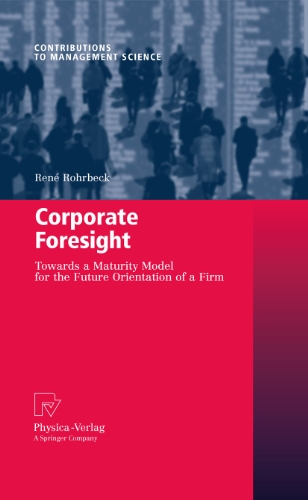 CONTRIBUTIONS
TO MANAGEMENT SCIENCE
René Rohrbeck
Corporate
Foresight
Towards a Maturity Model
for the Future Orientation of a Firm
Physica-Verlag
A Springer Company